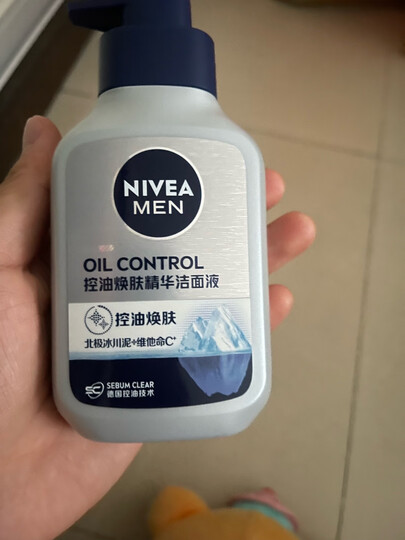 NIVEA
MEN
OIL CONTROL
控油焕肤精华洁面液
控油焕肤
北极冰川泥+维他命C*
SEBUM CLEAR
德国控油技术